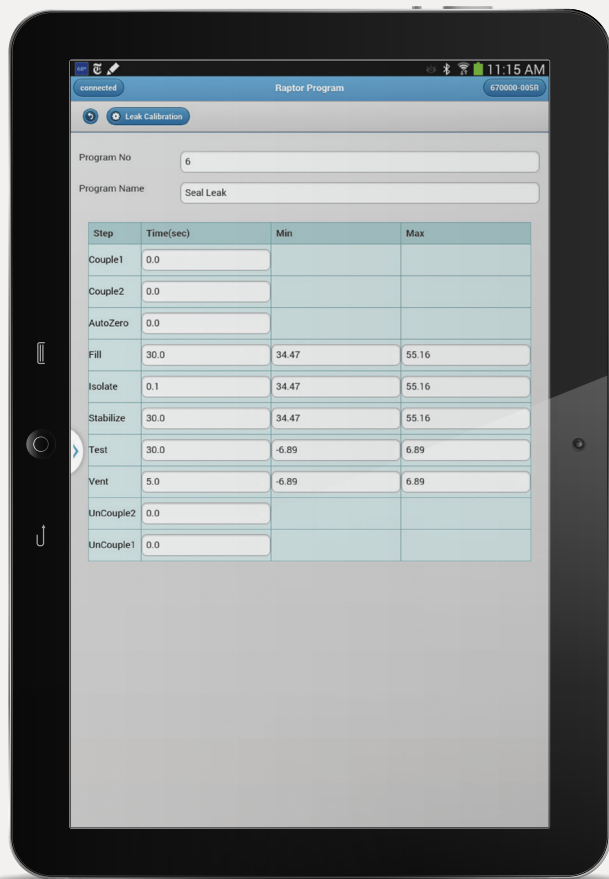 11:15 AM
connected Raptor Program 670000-005R
Leak Calibration
Program No 6
Program Name Seal Leak
Step Time(sec) Min Max
Couple1 0.0
Couple2 0.0
AutoZero 0.0
Fill 30.0 34.47 55.16
Isolate 0.1 34.47 55.16
Stabilize 30.0 34.47 55.16
Test 30.0 -6.89 6.89
Vent 5.0 -6.89 6.89
UnCouple2 0.0
UnCouple1 0.0